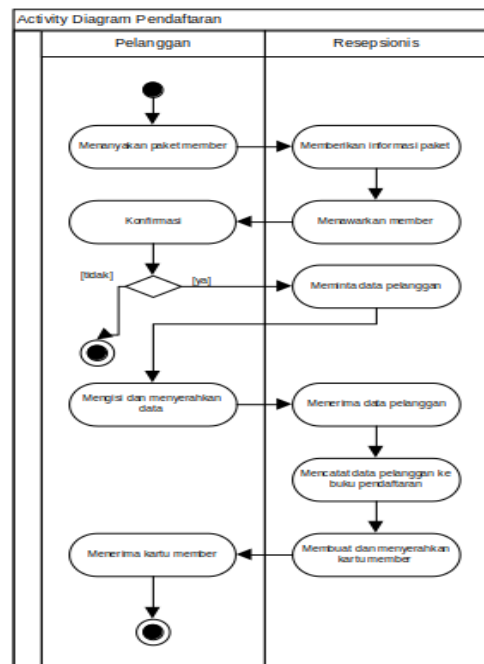 Activity Diagram Pendaftaran
Pelanggan
Resepsionis
Menanyakan paket member
Memberikan informasi paket
Konfirmasi
Menawarkan member
[tidak]
[ya]
Meminta data pelanggan
Mengisi dan menyerahkan
data
Menerima data pelanggan
Mencatat data pelanggan ke
buku pendaftaran
Menerima kartu member
Membuat dan menyerahkan
kartu member